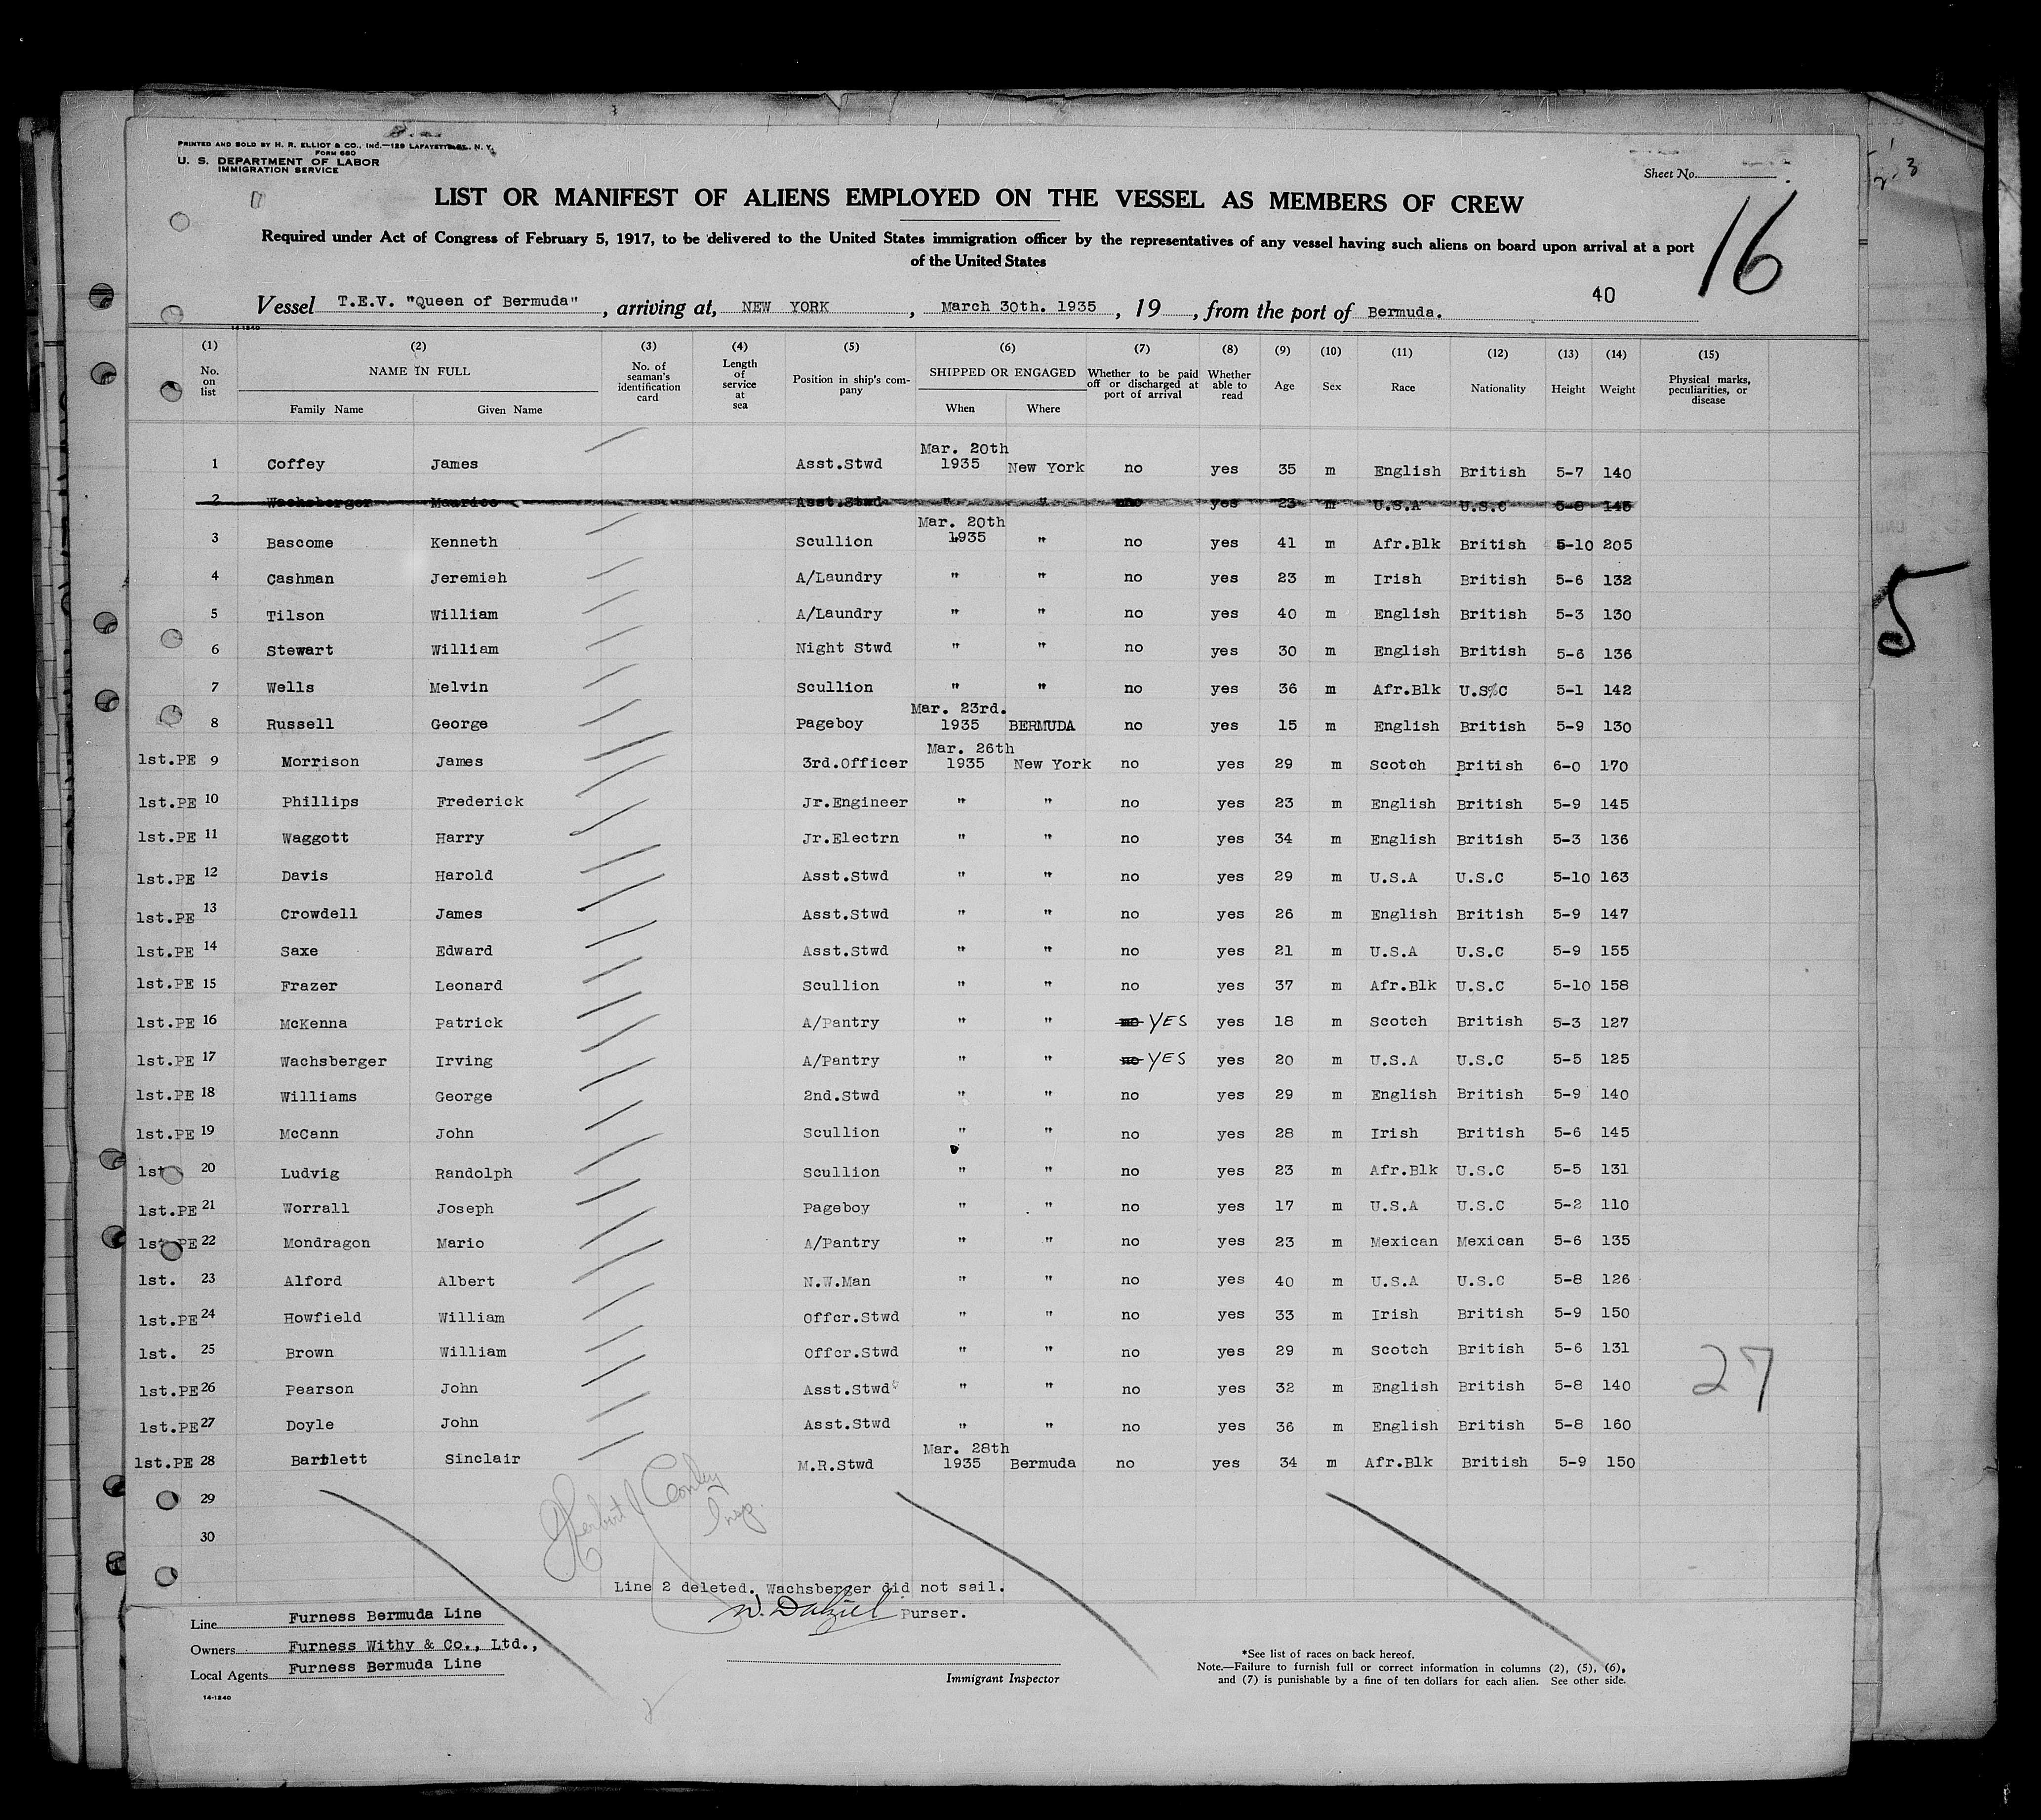 PRINTED AND SOLD BY H. R. ELLIOT & CO., INC.—129 LAFAYETTE ST., N. Y.
FORM 680
U. S. DEPARTMENT OF LABOR
IMMIGRATION SERVICE
Sheet No.
LIST OR MANIFEST OF ALIENS EMPLOYED ON THE VESSEL AS MEMBERS OF CREW
16
Required under Act of Congress of February 5, 1917, to be delivered to the United States immigration officer by the representatives of any vessel having such aliens on board upon arrival at a port
of the United States
40
Vessel T.E.V. "Queen of Bermuda", arriving at, NEW YORK, March 30th. 1935, 19 , from the port of Bermuda.
14-1240
(1) (2) (3) (4) (5) (6) (7) (8) (9) (10) (11) (12) (13) (14) (15)
No. on list NAME IN FULL No. of seaman's identification card Length of service at sea Position in ship's company SHIPPED OR ENGAGED Whether to be paid off or discharged at port of arrival Whether able to read Age Sex Race Nationality Height Weight Physical marks, peculiarities, or disease
Family Name Given Name When Where
1 Coffey James Asst.Stwd Mar. 20th 1935 New York no yes 35 m English British 5-7 140
2 Wachsberger Maurice Asst.Stwd " " no yes 23 m U.S.A U.S.C 5-8 145
3 Bascome Kenneth Scullion Mar. 20th 1935 " no yes 41 m Afr.Blk British 5-10 205
4 Cashman Jeremiah A/Laundry " " no yes 23 m Irish British 5-6 132
5 Tilson William A/Laundry " " no yes 40 m English British 5-3 130
6 Stewart William Night Stwd " " no yes 30 m English British 5-6 136
7 Wells Melvin Scullion " " no yes 36 m Afr.Blk U.S.C 5-1 142
8 Russell George Pageboy Mar. 23rd. 1935 BERMUDA no yes 15 m English British 5-9 130
1st.PE 9 Morrison James 3rd.Officer Mar. 26th 1935 New York no yes 29 m Scotch British 6-0 170
1st.PE 10 Phillips Frederick Jr.Engineer " " no yes 23 m English British 5-9 145
1st.PE 11 Waggott Harry Jr.Electrn " " no yes 34 m English British 5-3 136
1st.PE 12 Davis Harold Asst.Stwd " " no yes 29 m U.S.A U.S.C 5-10 163
1st.PE 13 Crowdell James Asst.Stwd " " no yes 26 m English British 5-9 147
1st.PE 14 Saxe Edward Asst.Stwd " " no yes 21 m U.S.A U.S.C 5-9 155
1st.PE 15 Frazer Leonard Scullion " " no yes 37 m Afr.Blk U.S.C 5-10 158
1st.PE 16 McKenna Patrick A/Pantry " " no YES yes 18 m Scotch British 5-3 127
1st.PE 17 Wachsberger Irving A/Pantry " " no YES yes 20 m U.S.A U.S.C 5-5 125
1st.PE 18 Williams George 2nd.Stwd " " no yes 29 m English British 5-9 140
1st.PE 19 McCann John Scullion " " no yes 28 m Irish British 5-6 145
1st 20 Ludvig Randolph Scullion " " no yes 23 m Afr.Blk U.S.C 5-5 131
1st.PE 21 Worrall Joseph Pageboy " " no yes 17 m U.S.A U.S.C 5-2 110
1st PE 22 Mondragon Mario A/Pantry " " no yes 23 m Mexican Mexican 5-6 135
1st. 23 Alford Albert N.W.Man " " no yes 40 m U.S.A U.S.C 5-8 126
1st.PE 24 Howfield William Offcr.Stwd " " no yes 33 m Irish British 5-9 150
1st. 25 Brown William Offcr.Stwd " " no yes 29 m Scotch British 5-6 131
1st.PE 26 Pearson John Asst.Stwd " " no yes 32 m English British 5-8 140
27
1st.PE 27 Doyle John Asst.Stwd " " no yes 36 m English British 5-8 160
1st.PE 28 Bartlett Sinclair M.R.Stwd Mar. 28th 1935 Bermuda no yes 34 m Afr.Blk British 5-9 150
29
30
Herbert J Conley
Insp.
Line 2 deleted. Wachsberger did not sail.
W. Dalziel Purser.
Line Furness Bermuda Line
Owners Furness Withy & Co., Ltd.,
Local Agents Furness Bermuda Line
14-1240
Immigrant Inspector
*See list of races on back hereof.
Note.—Failure to furnish full or correct information in columns (2), (5), (6),
and (7) is punishable by a fine of ten dollars for each alien. See other side.
5